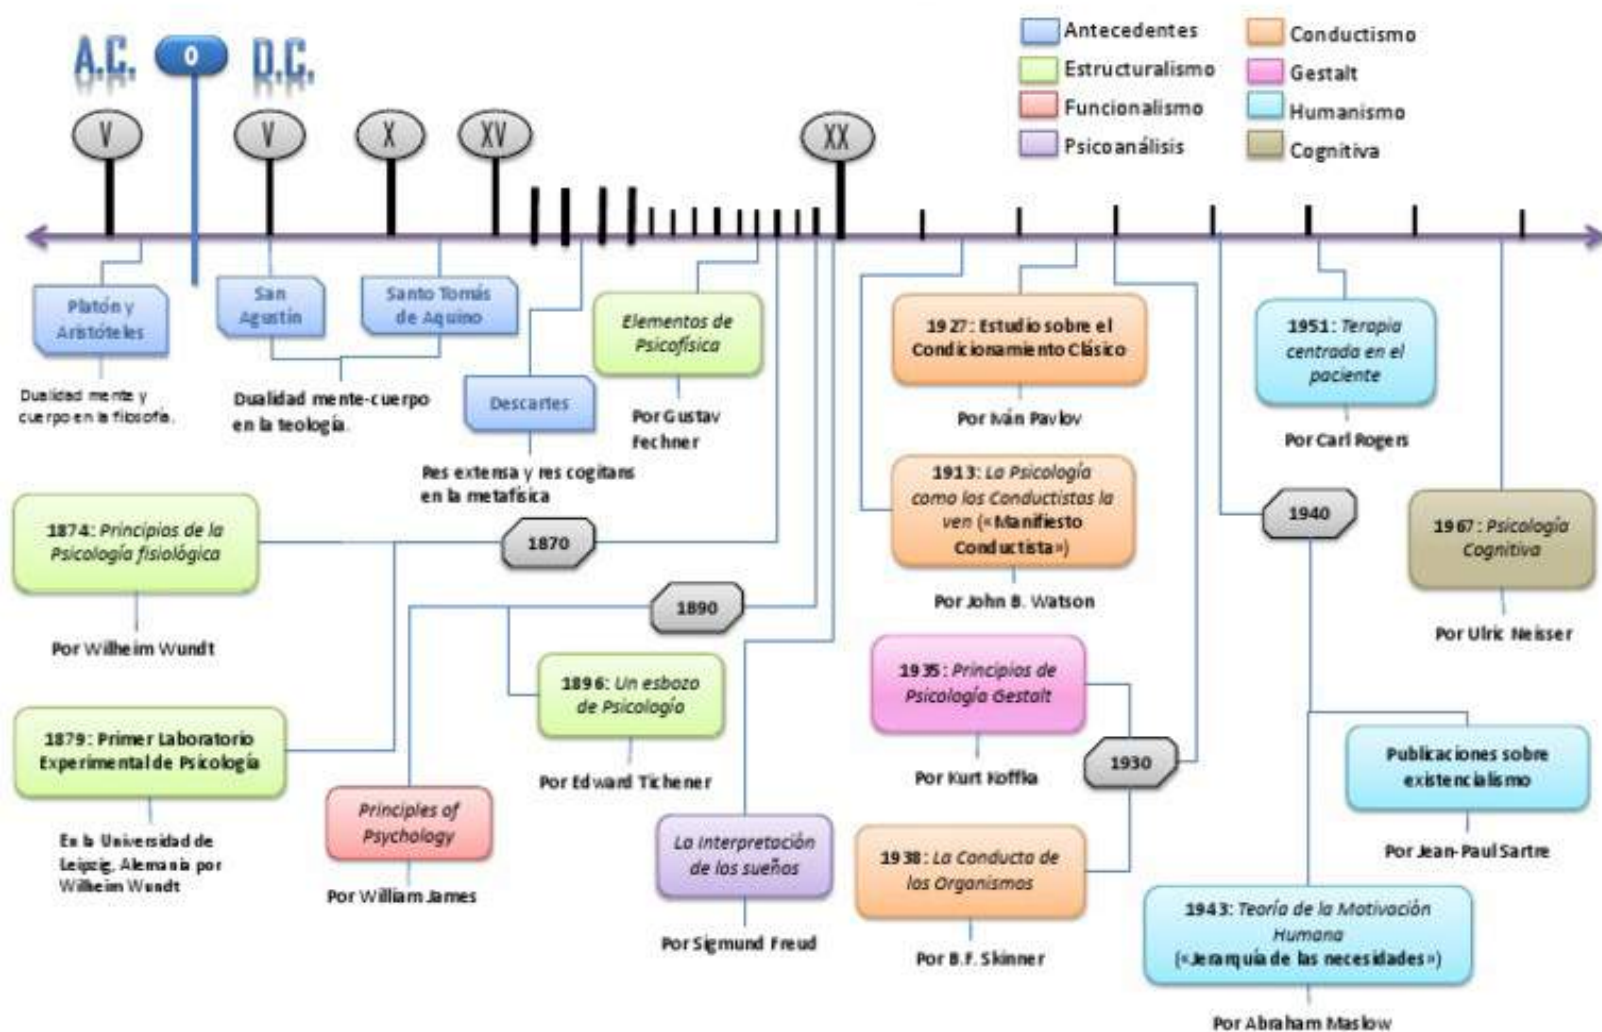 A.C.
0
D.C.
Antecedentes
Estructuralismo
Funcionalismo
Psicoanálisis
Conductismo
Gestalt
Humanismo
Cognitiva
V
V
X
XV
XX
Platón y
Aristóteles
Dualidad mente y
cuerpo en la filosofía.
San
Agustín
Santo Tomás
de Aquino
Dualidad mente-cuerpo
en la teología.
Descartes
Res extensa y res cogitans
en la metafísica
Elementos de
Psicofísica
Por Gustav
Fechner
1874: Principios de la
Psicología fisiológica
Por Wilheim Wundt
1870
1879: Primer Laboratorio
Experimental de Psicología
En la Universidad de
Leipzig, Alemania por
Wilheim Wundt
1890
Principles of
Psychology
Por William James
1896: Un esbozo
de Psicología
Por Edward Tichener
La Interpretación
de los sueños
Por Sigmund Freud
1927: Estudio sobre el
Condicionamiento Clásico
Por Iván Pavlov
1913: La Psicología
como los Conductistas la
ven («Manifiesto
Conductista»)
Por John B. Watson
1935: Principios de
Psicología Gestalt
Por Kurt Koffka
1930
1938: La Conducta de
los Organismos
Por B.F. Skinner
1951: Terapia
centrada en el
paciente
Por Carl Rogers
1940
1967: Psicología
Cognitiva
Por Ulric Neisser
Publicaciones sobre
existencialismo
Por Jean-Paul Sartre
1943: Teoría de la Motivación
Humana
(«Jerarquía de las necesidades»)
Por Abraham Maslow